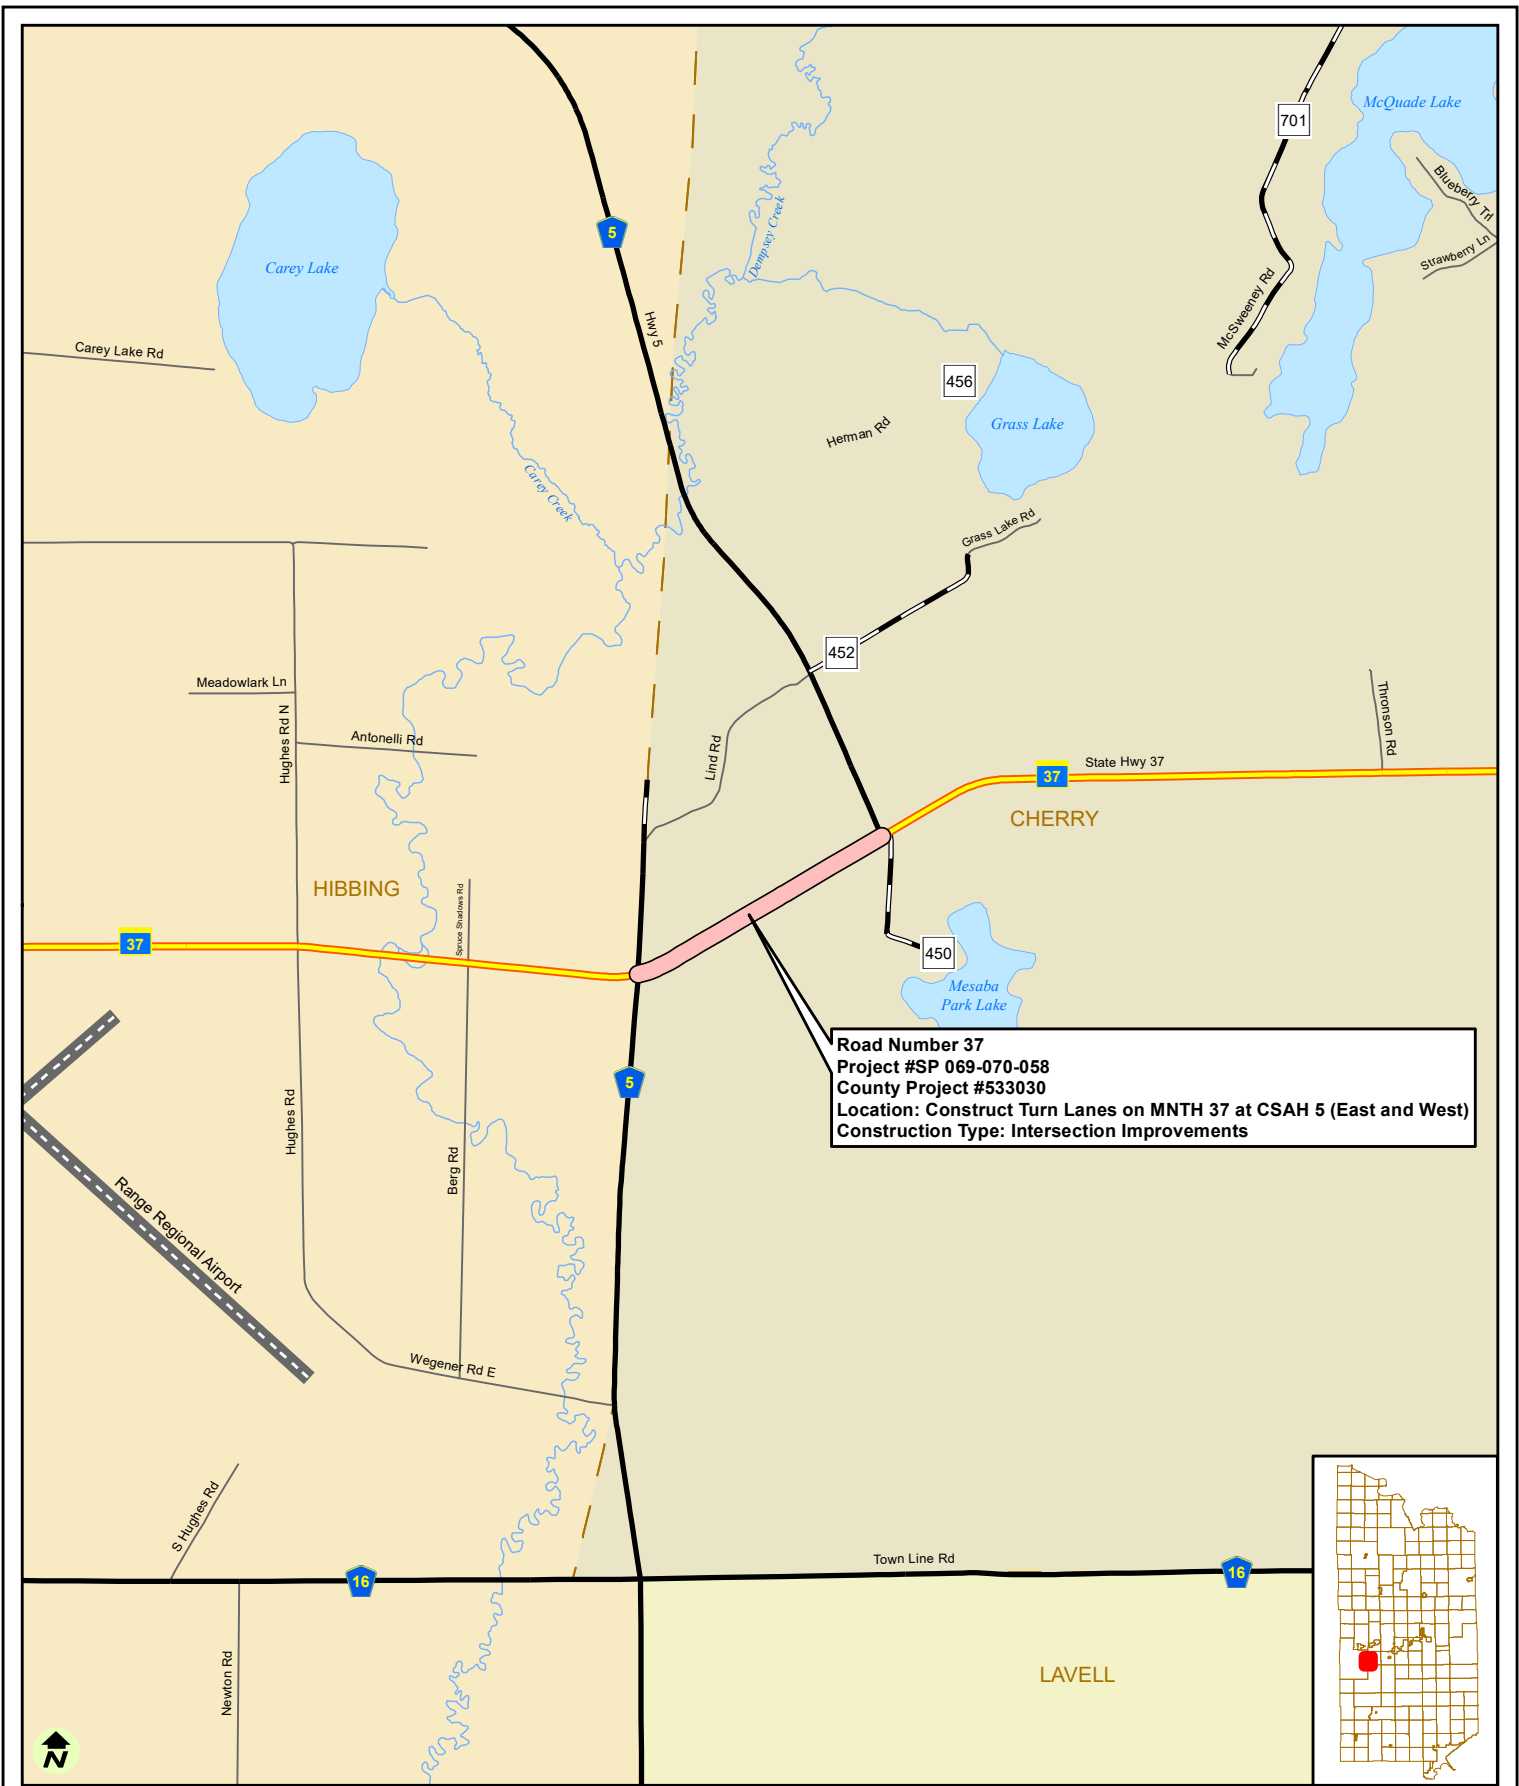 McQuade Lake
701
Blueberry Trl
Strawberry Ln
Dempsey Creek
5
Carey Lake
McSweeney Rd
Hwy 5
Carey Lake Rd
456
Herman Rd
Grass Lake
Carey Creek
Grass Lake Rd
452
Meadowlark Ln
Hughes Rd N
Antonelli Rd
Lind Rd
Thronson Rd
State Hwy 37
37
CHERRY
HIBBING
Spruce Shadows Rd
37
450
Mesaba
Park Lake
Road Number 37
Project #SP 069-070-058
County Project #533030
Location: Construct Turn Lanes on MNTH 37 at CSAH 5 (East and West)
Construction Type: Intersection Improvements
5
Hughes Rd
Berg Rd
Range Regional Airport
Wegener Rd E
S Hughes Rd
Town Line Rd
16
16
Newton Rd
LAVELL
N